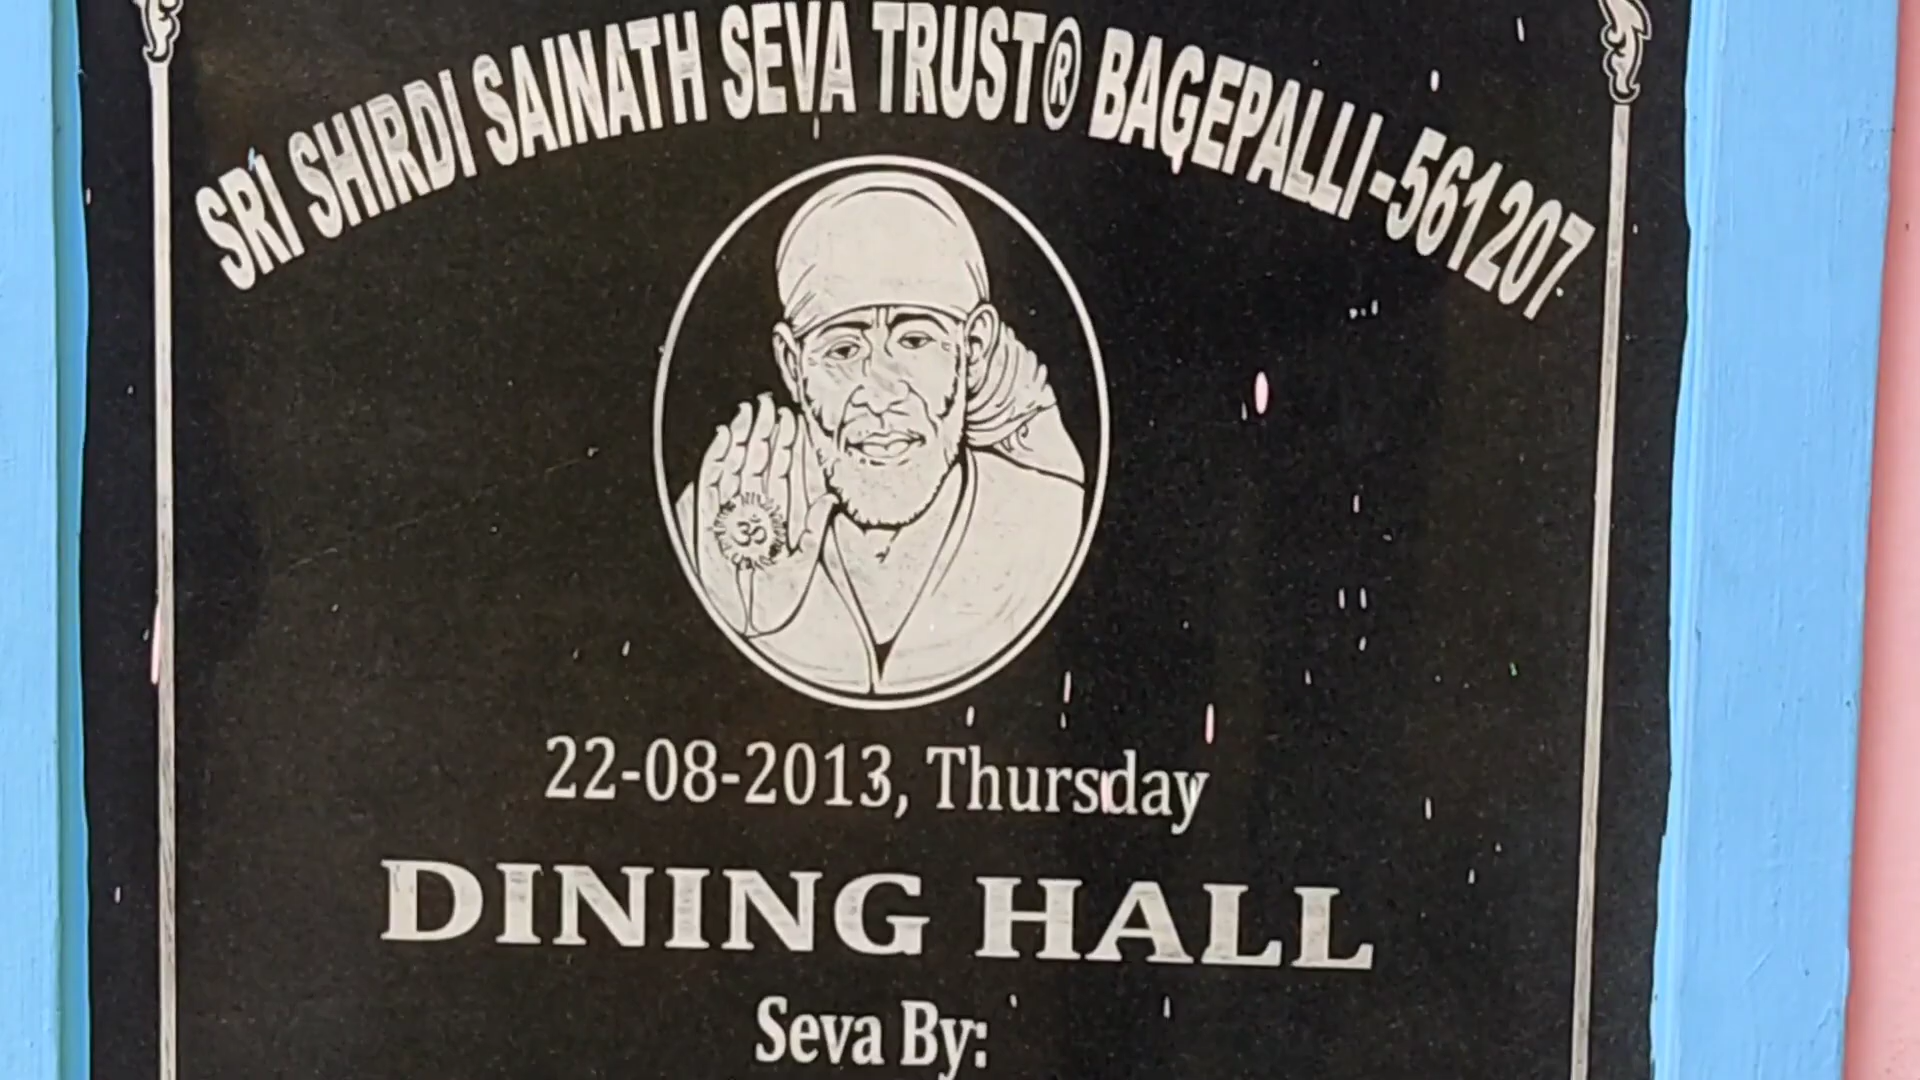 SRI SHIRDI SAINATH SEVA TRUST® BAGEPALLI-561207
ॐ
22-08-2013, Thursday
DINING HALL
Seva By: